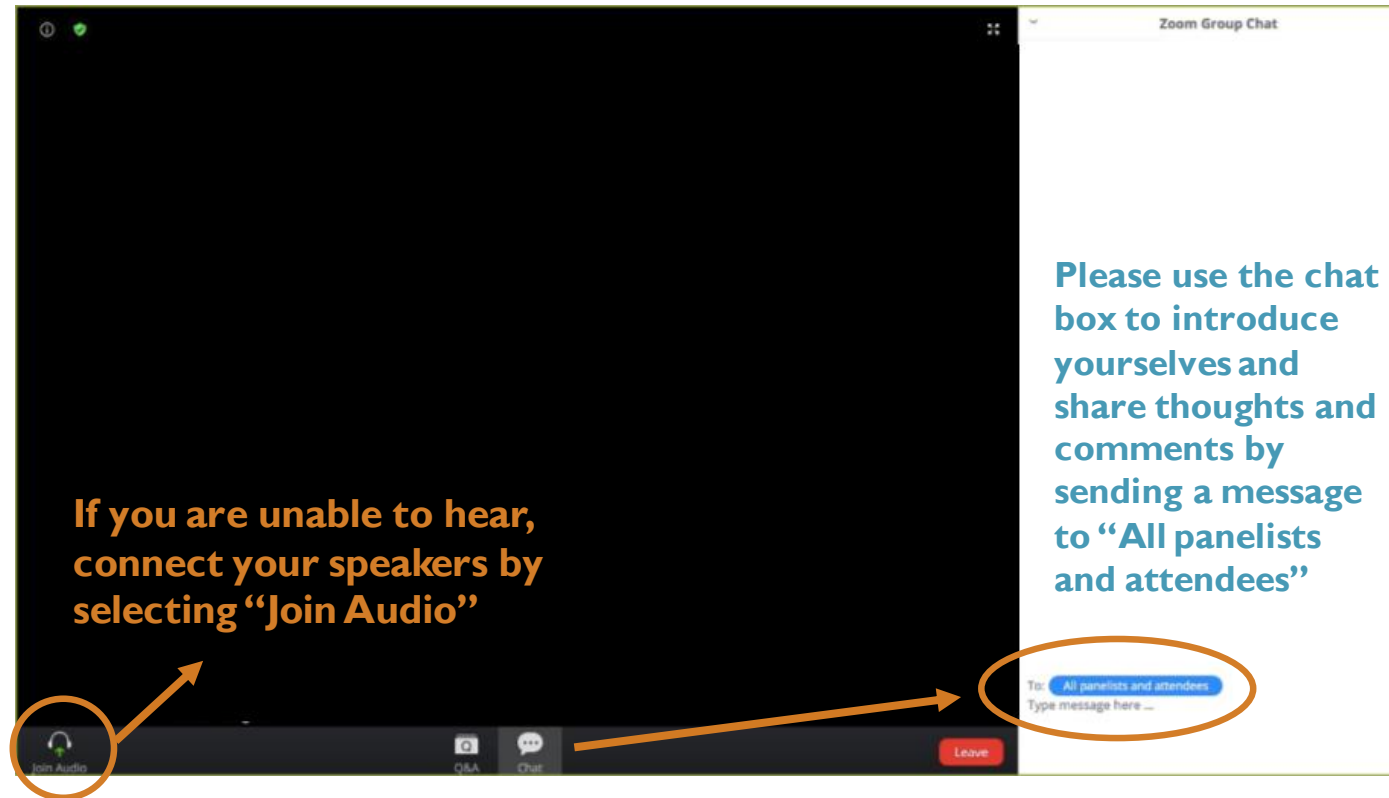 Zoom Group Chat
Please use the chat
box to introduce
yourselves and
share thoughts and
comments by
sending a message
to “All panelists
and attendees”
If you are unable to hear,
connect your speakers by
selecting “Join Audio”
To: All panelists and attendees
Type message here ...
Join Audio
Q&A
Chat
Leave